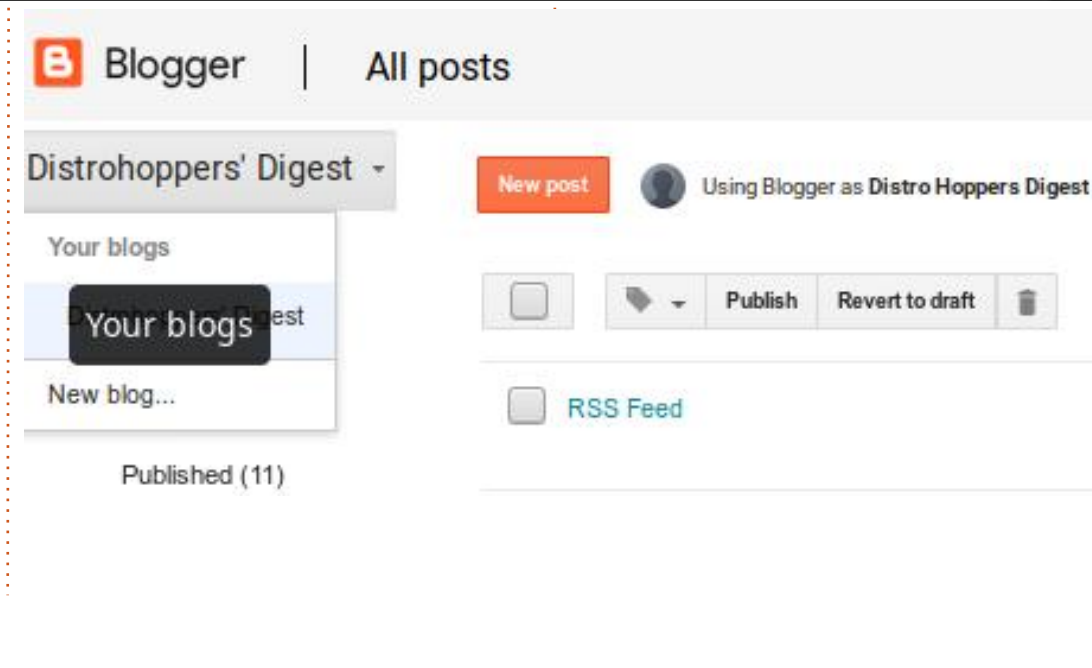 Blogger | All posts
Distrohoppers' Digest
New post
Using Blogger as Distro Hoppers Digest
Your blogs
Your blogs
Publish
Revert to draft
New blog...
RSS Feed
Published (11)